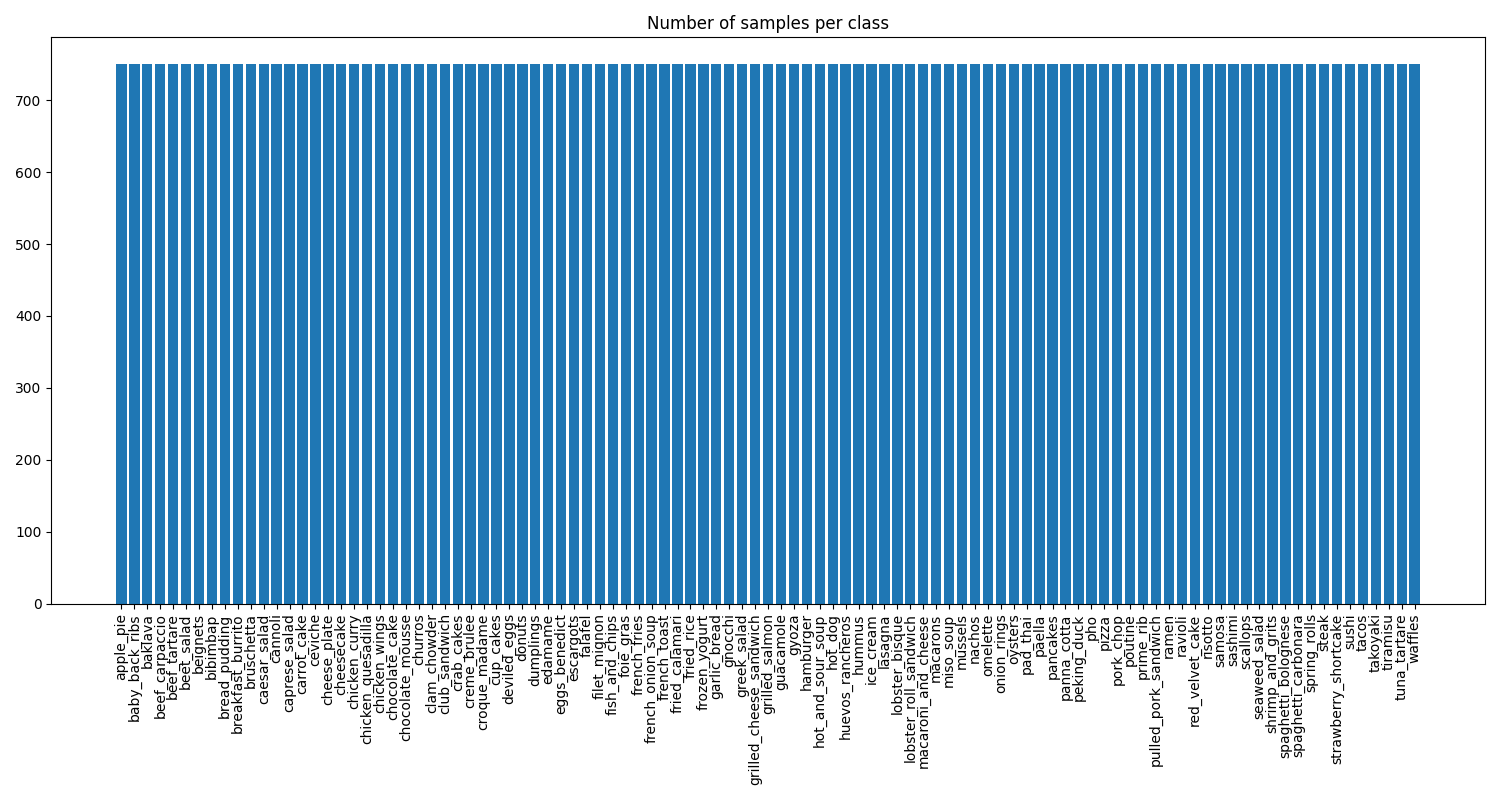 Number of samples per class
700
600
500
400
300
200
100
0
apple_pie
baby_back_ribs
baklava
beef_carpaccio
beef_tartare
beet_salad
beignets
bibimbap
bread_pudding
breakfast_burrito
bruschetta
caesar_salad
cannoli
caprese_salad
carrot_cake
ceviche
cheese_plate
cheesecake
chicken_curry
chicken_quesadilla
chicken_wings
chocolate_cake
chocolate_mousse
churros
clam_chowder
club_sandwich
crab_cakes
creme_brulee
croque_madame
cup_cakes
deviled_eggs
donuts
dumplings
edamame
eggs_benedict
escargots
falafel
filet_mignon
fish_and_chips
foie_gras
french_fries
french_onion_soup
french_toast
fried_calamari
fried_rice
frozen_yogurt
garlic_bread
gnocchi
greek_salad
grilled_cheese_sandwich
grilled_salmon
guacamole
gyoza
hamburger
hot_and_sour_soup
hot_dog
huevos_rancheros
hummus
ice_cream
lasagna
lobster_bisque
lobster_roll_sandwich
macaroni_and_cheese
macarons
miso_soup
mussels
nachos
omelette
onion_rings
oysters
pad_thai
paella
pancakes
panna_cotta
peking_duck
pho
pizza
pork_chop
poutine
prime_rib
pulled_pork_sandwich
ramen
ravioli
red_velvet_cake
risotto
samosa
sashimi
scallops
seaweed_salad
shrimp_and_grits
spaghetti_bolognese
spaghetti_carbonara
spring_rolls
steak
strawberry_shortcake
sushi
tacos
takoyaki
tiramisu
tuna_tartare
waffles